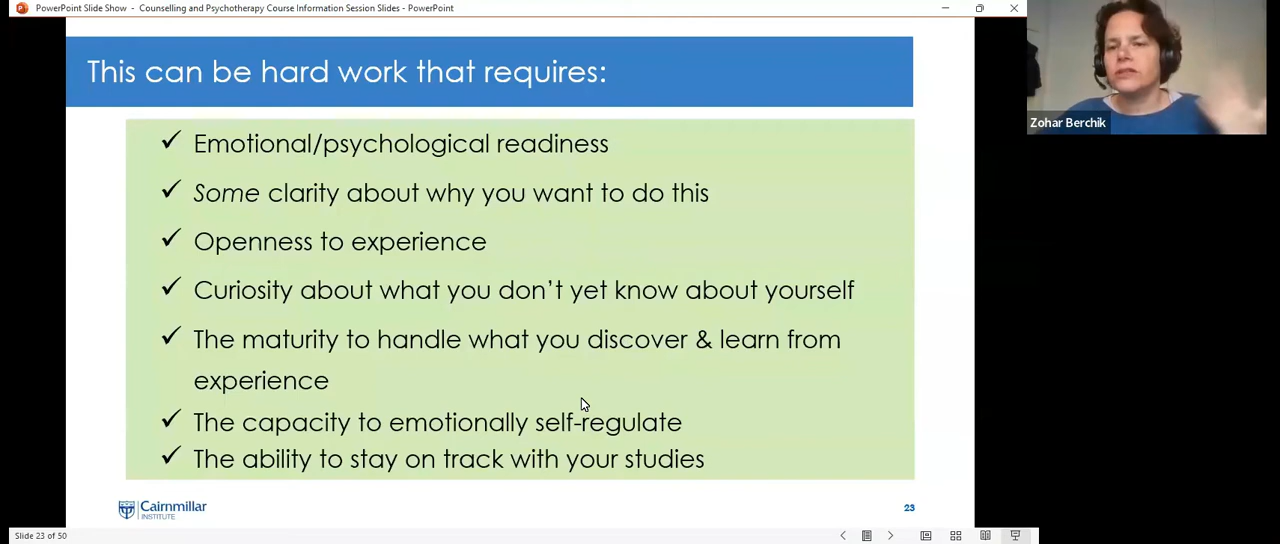 PowerPoint Slide Show - Counselling and Psychotherapy Course Information Session Slides - PowerPoint
This can be hard work that requires:
✓ Emotional/psychological readiness
✓ Some clarity about why you want to do this
✓ Openness to experience
✓ Curiosity about what you don't yet know about yourself
✓ The maturity to handle what you discover & learn from
experience
✓ The capacity to emotionally self-regulate
✓ The ability to stay on track with your studies
Cairnmillar
INSTITUTE
23
Slide 23 of 50
Zohar Berchik